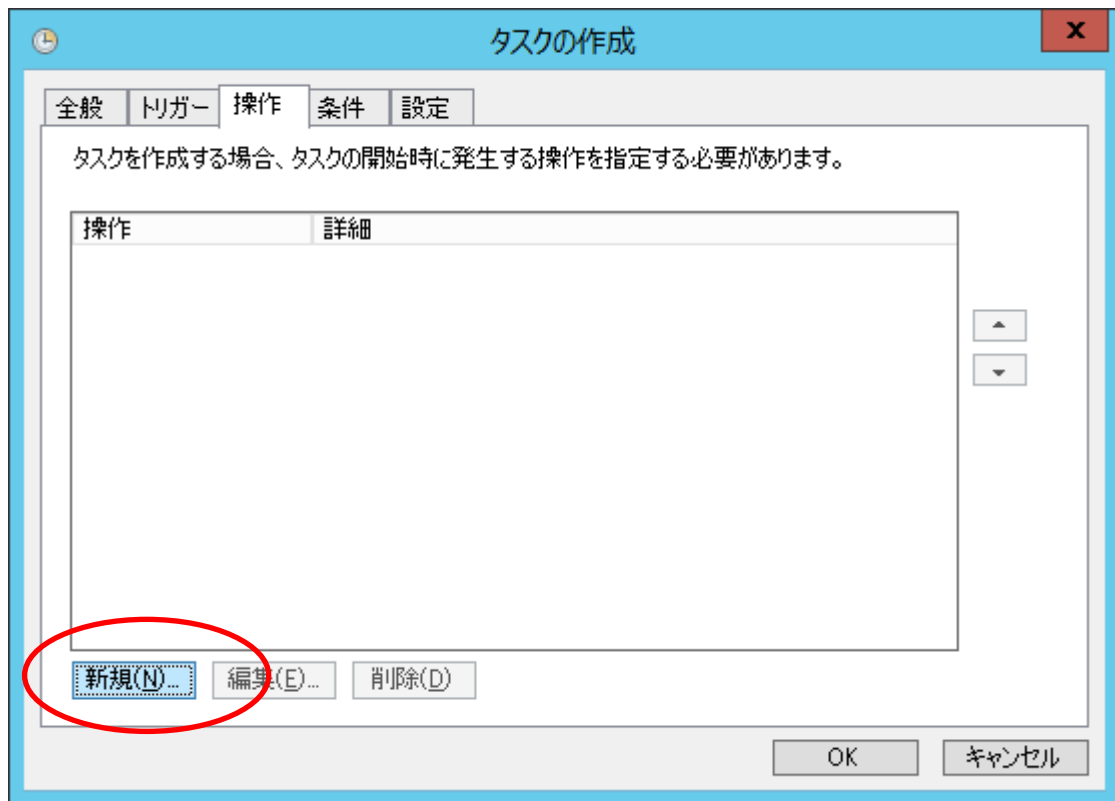 タスクの作成
x
全般 トリガー 操作 条件 設定
タスクを作成する場合、タスクの開始時に発生する操作を指定する必要があります。
操作 詳細
新規(N)... 編集(E)... 削除(D)
OK キャンセル